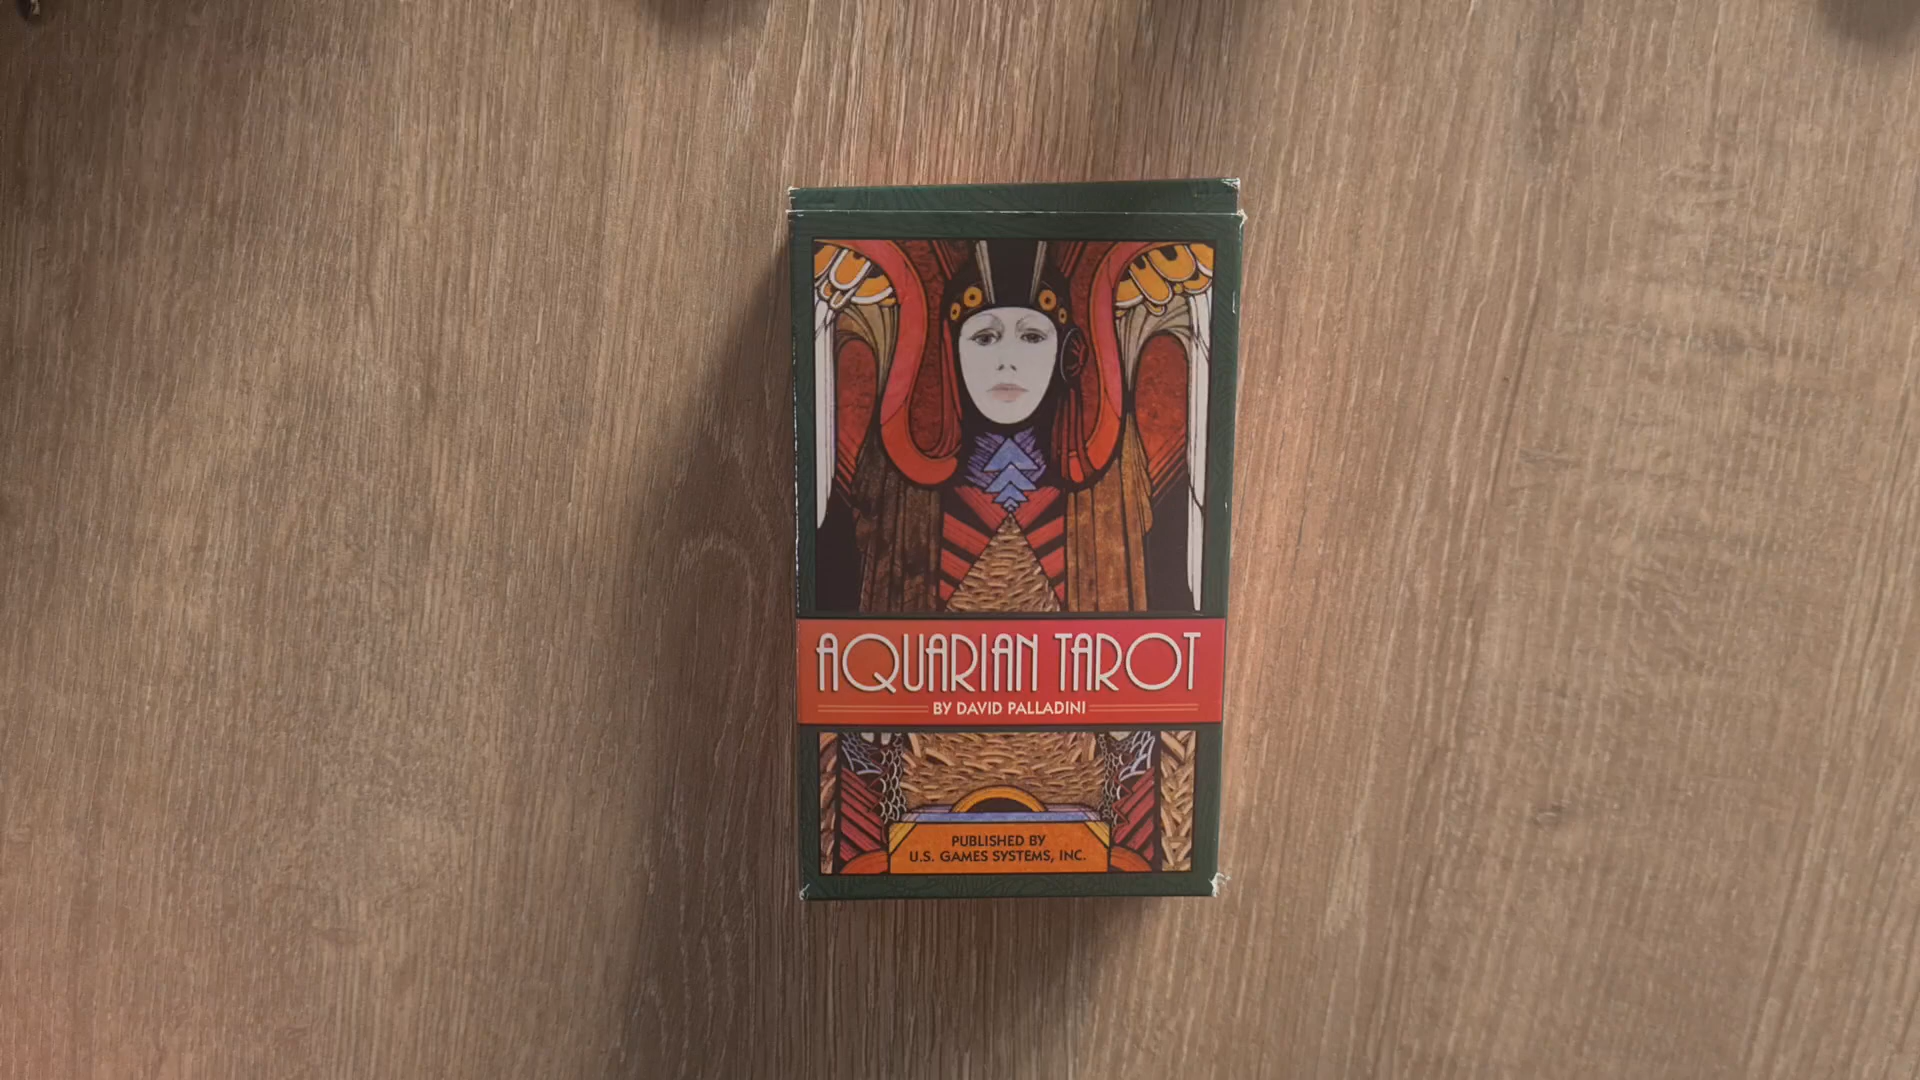 AQUARIAN TAROT
BY DAVID PALLADINI
PUBLISHED BY
U.S. GAMES SYSTEMS, INC.